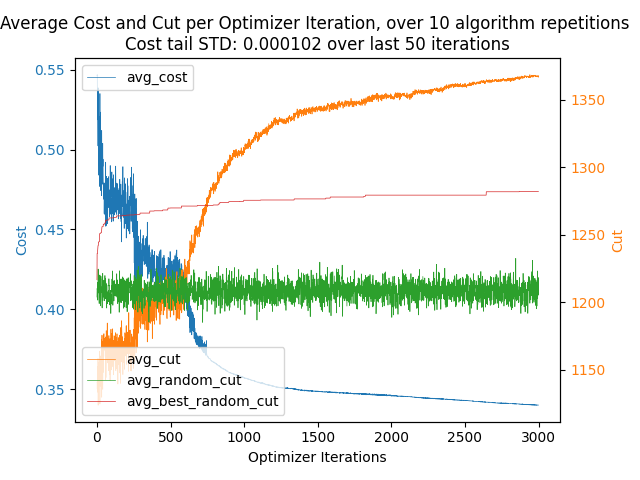 Average Cost and Cut per Optimizer Iteration, over 10 algorithm repetitions
Cost tail STD: 0.000102 over last 50 iterations
avg_cost
0.55
0.50
0.45
0.40
0.35
Cost
1350
1300
1250
1200
1150
Cut
avg_cut
avg_random_cut
avg_best_random_cut
0
500
1000
1500
2000
2500
3000
Optimizer Iterations